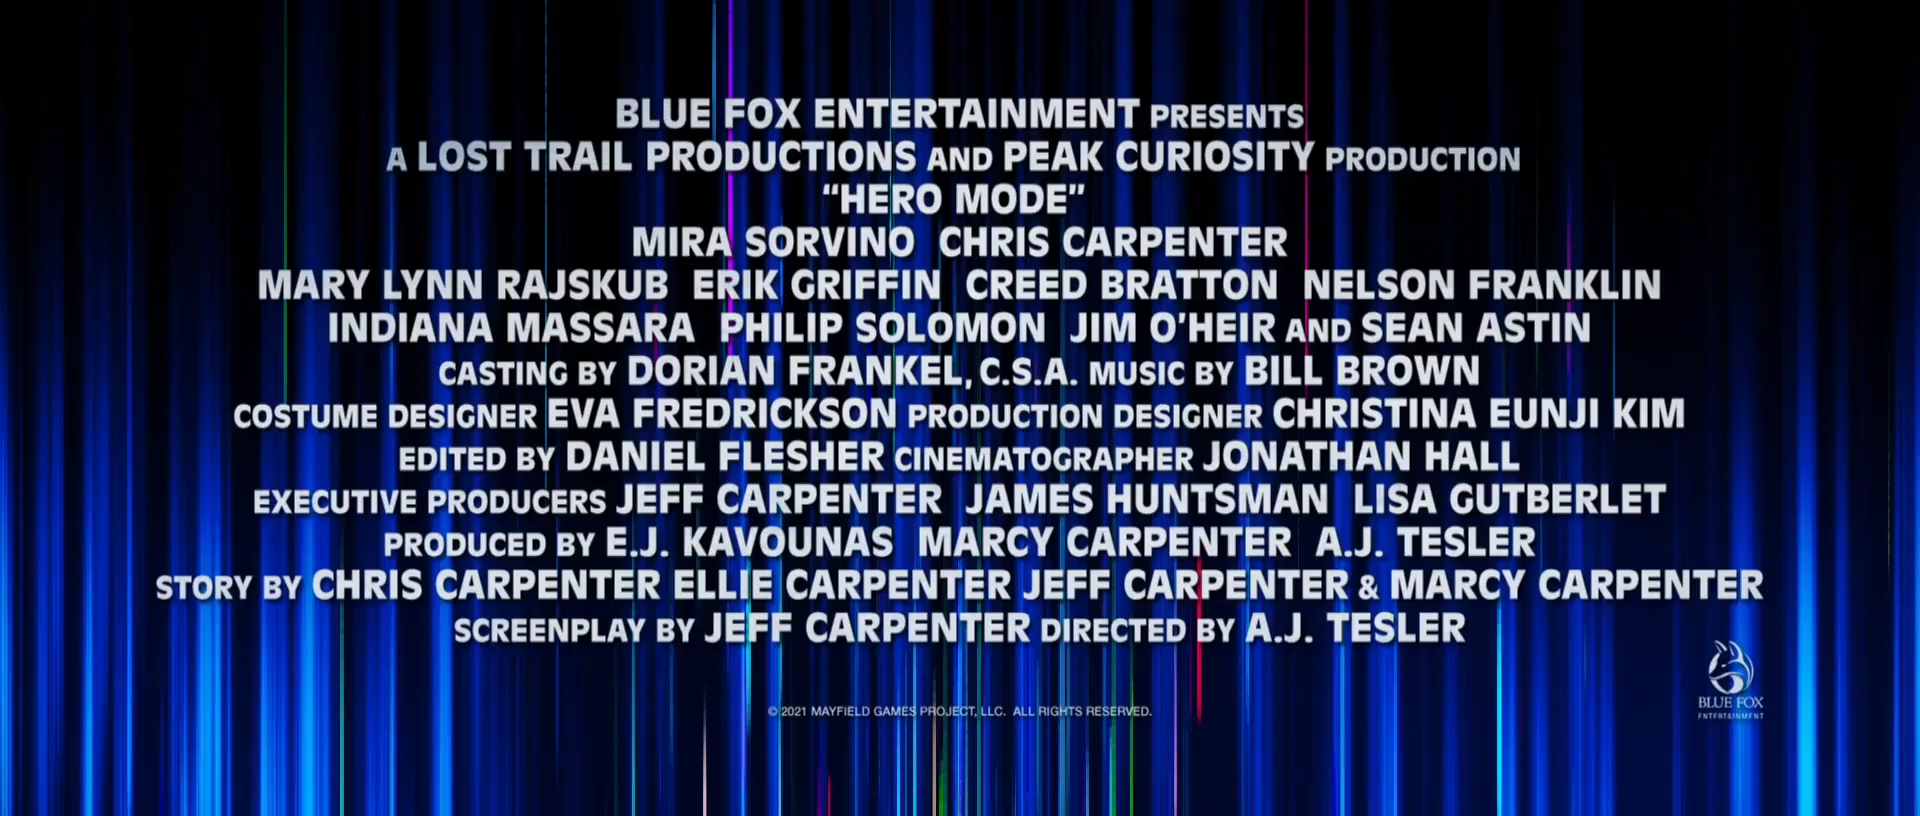 BLUE FOX ENTERTAINMENT PRESENTS
A LOST TRAIL PRODUCTIONS AND PEAK CURIOSITY PRODUCTION
“HERO MODE”
MIRA SORVINO CHRIS CARPENTER
MARY LYNN RAJSKUB ERIK GRIFFIN CREED BRATTON NELSON FRANKLIN
INDIANA MASSARA PHILIP SOLOMON JIM O’HEIR AND SEAN ASTIN
CASTING BY DORIAN FRANKEL, C.S.A. MUSIC BY BILL BROWN
COSTUME DESIGNER EVA FREDRICKSON PRODUCTION DESIGNER CHRISTINA EUNJI KIM
EDITED BY DANIEL FLESHER CINEMATOGRAPHER JONATHAN HALL
EXECUTIVE PRODUCERS JEFF CARPENTER JAMES HUNTSMAN LISA GUTBERLET
PRODUCED BY E.J. KAVOUNAS MARCY CARPENTER A.J. TESLER
STORY BY CHRIS CARPENTER ELLIE CARPENTER JEFF CARPENTER & MARCY CARPENTER
SCREENPLAY BY JEFF CARPENTER DIRECTED BY A.J. TESLER
BLUE FOX
ENTERTAINMENT
© 2021 MAYFIELD GAMES PROJECT, LLC. ALL RIGHTS RESERVED.